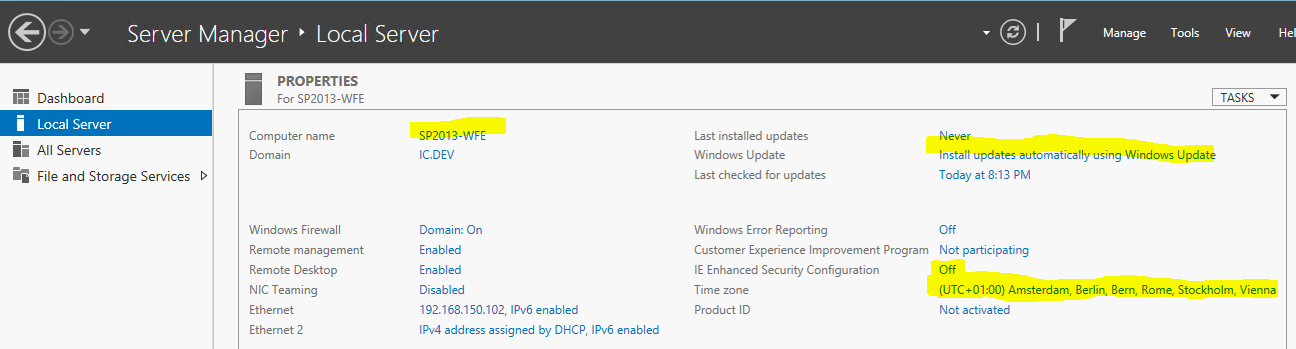 Server Manager ‣ Local Server
Manage Tools View Hel
Dashboard
Local Server
All Servers
File and Storage Services
PROPERTIES
For SP2013-WFE
TASKS
Computer name SP2013-WFE
Domain IC.DEV
Last installed updates Never
Windows Update Install updates automatically using Windows Update
Last checked for updates Today at 8:13 PM
Windows Firewall Domain: On
Remote management Enabled
Remote Desktop Enabled
NIC Teaming Disabled
Ethernet 192.168.150.102, IPv6 enabled
Ethernet 2 IPv4 address assigned by DHCP, IPv6 enabled
Windows Error Reporting Off
Customer Experience Improvement Program Not participating
IE Enhanced Security Configuration Off
Time zone (UTC+01:00) Amsterdam, Berlin, Bern, Rome, Stockholm, Vienna
Product ID Not activated